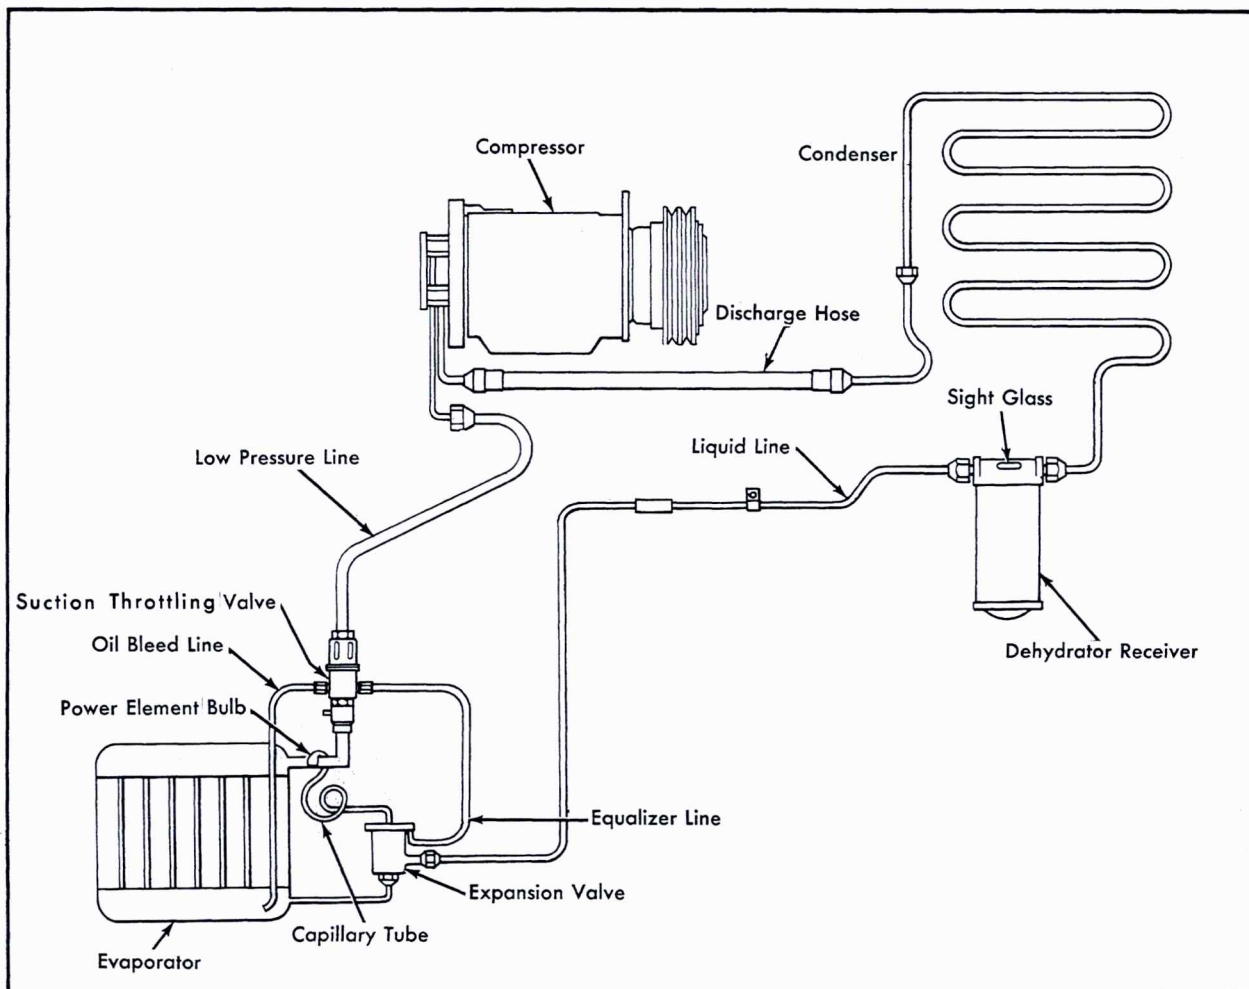 Compressor
Condenser
Discharge Hose
Sight Glass
Low Pressure Line
Liquid Line
Suction Throttling Valve
Oil Bleed Line
Dehydrator Receiver
Power Element Bulb
Equalizer Line
Expansion Valve
Capillary Tube
Evaporator